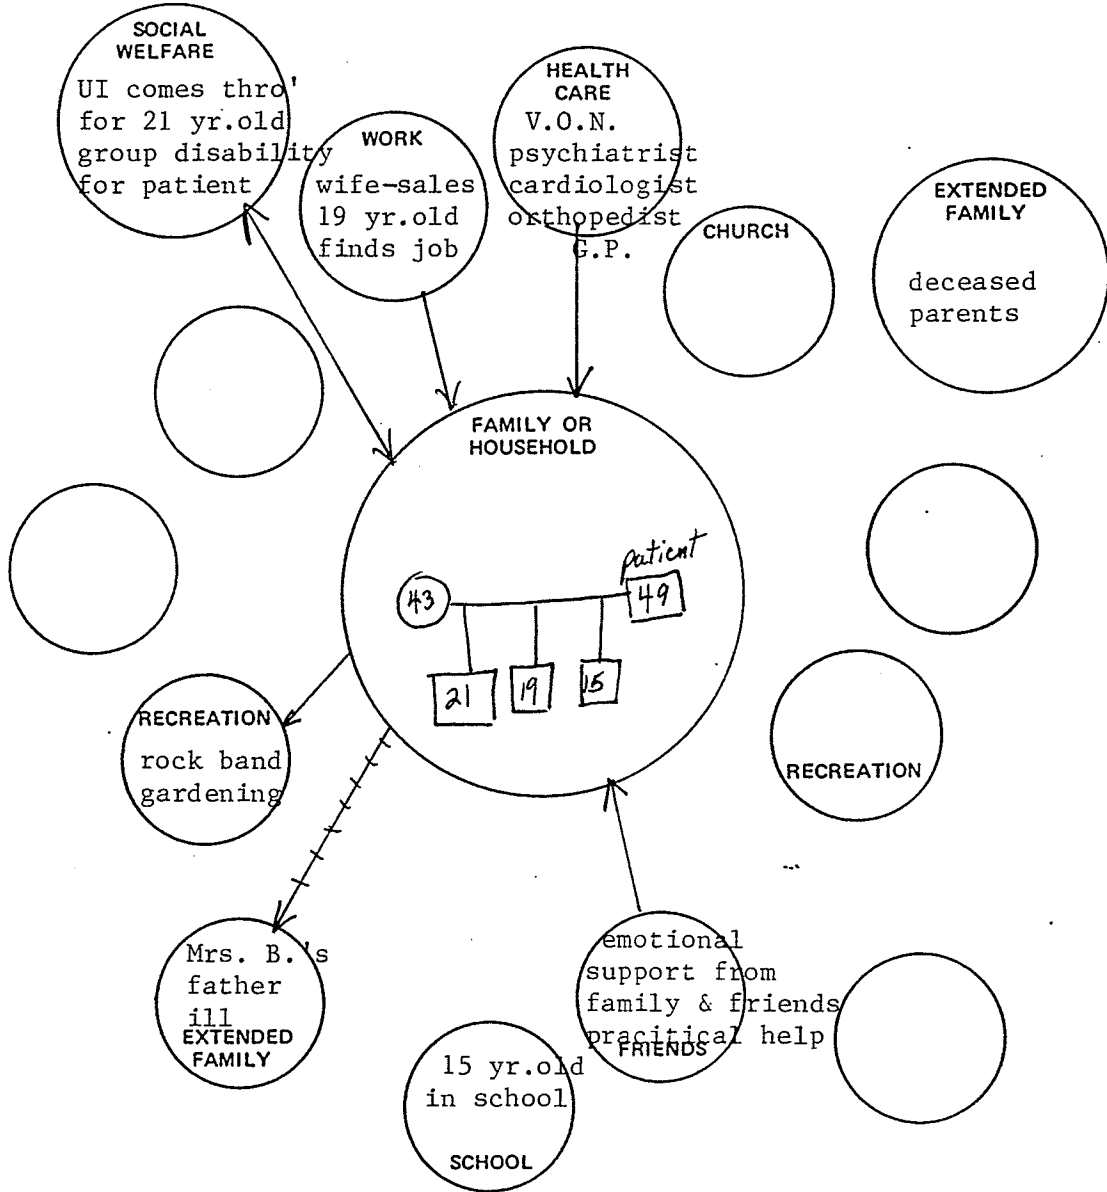 SOCIAL
WELFARE
UI comes thro'
for 21 yr.old
group disability
for patient
WORK
wife-sales
19 yr.old
finds job
HEALTH
CARE
V.O.N.
psychiatrist
cardiologist
orthopedist
G.P.
CHURCH
EXTENDED
FAMILY
deceased
parents
FAMILY OR
HOUSEHOLD
patient
43
49
21
19
15
RECREATION
rock band
gardening
RECREATION
Mrs. B.'s
father
ill
EXTENDED
FAMILY
emotional
support from
family & friends
pracitical help
FRIENDS
15 yr.old
in school
SCHOOL